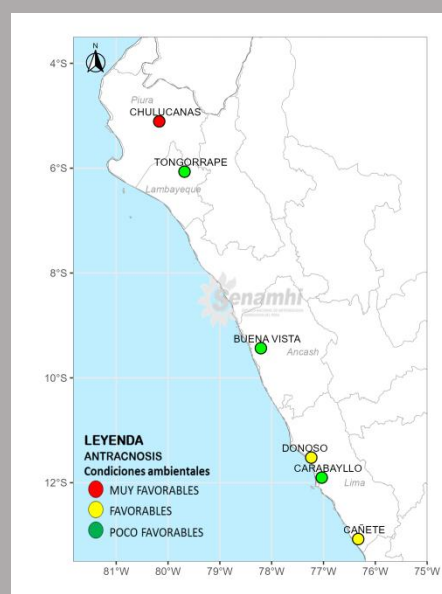 N
4°S
Piura
CHULUCANAS
6°S
TONGORRAPE
Lambayeque
8°S
Senamhi
BUENA VISTA
Ancash
10°S
LEYENDA
ANTRACNOSIS
Condiciones ambientales
MUY FAVORABLES
FAVORABLES
POCO FAVORABLES
DONOSO
CARABAYLLO
12°S
Lima
CAÑETE
81°W 80°W 79°W 78°W 77°W 76°W 75°W